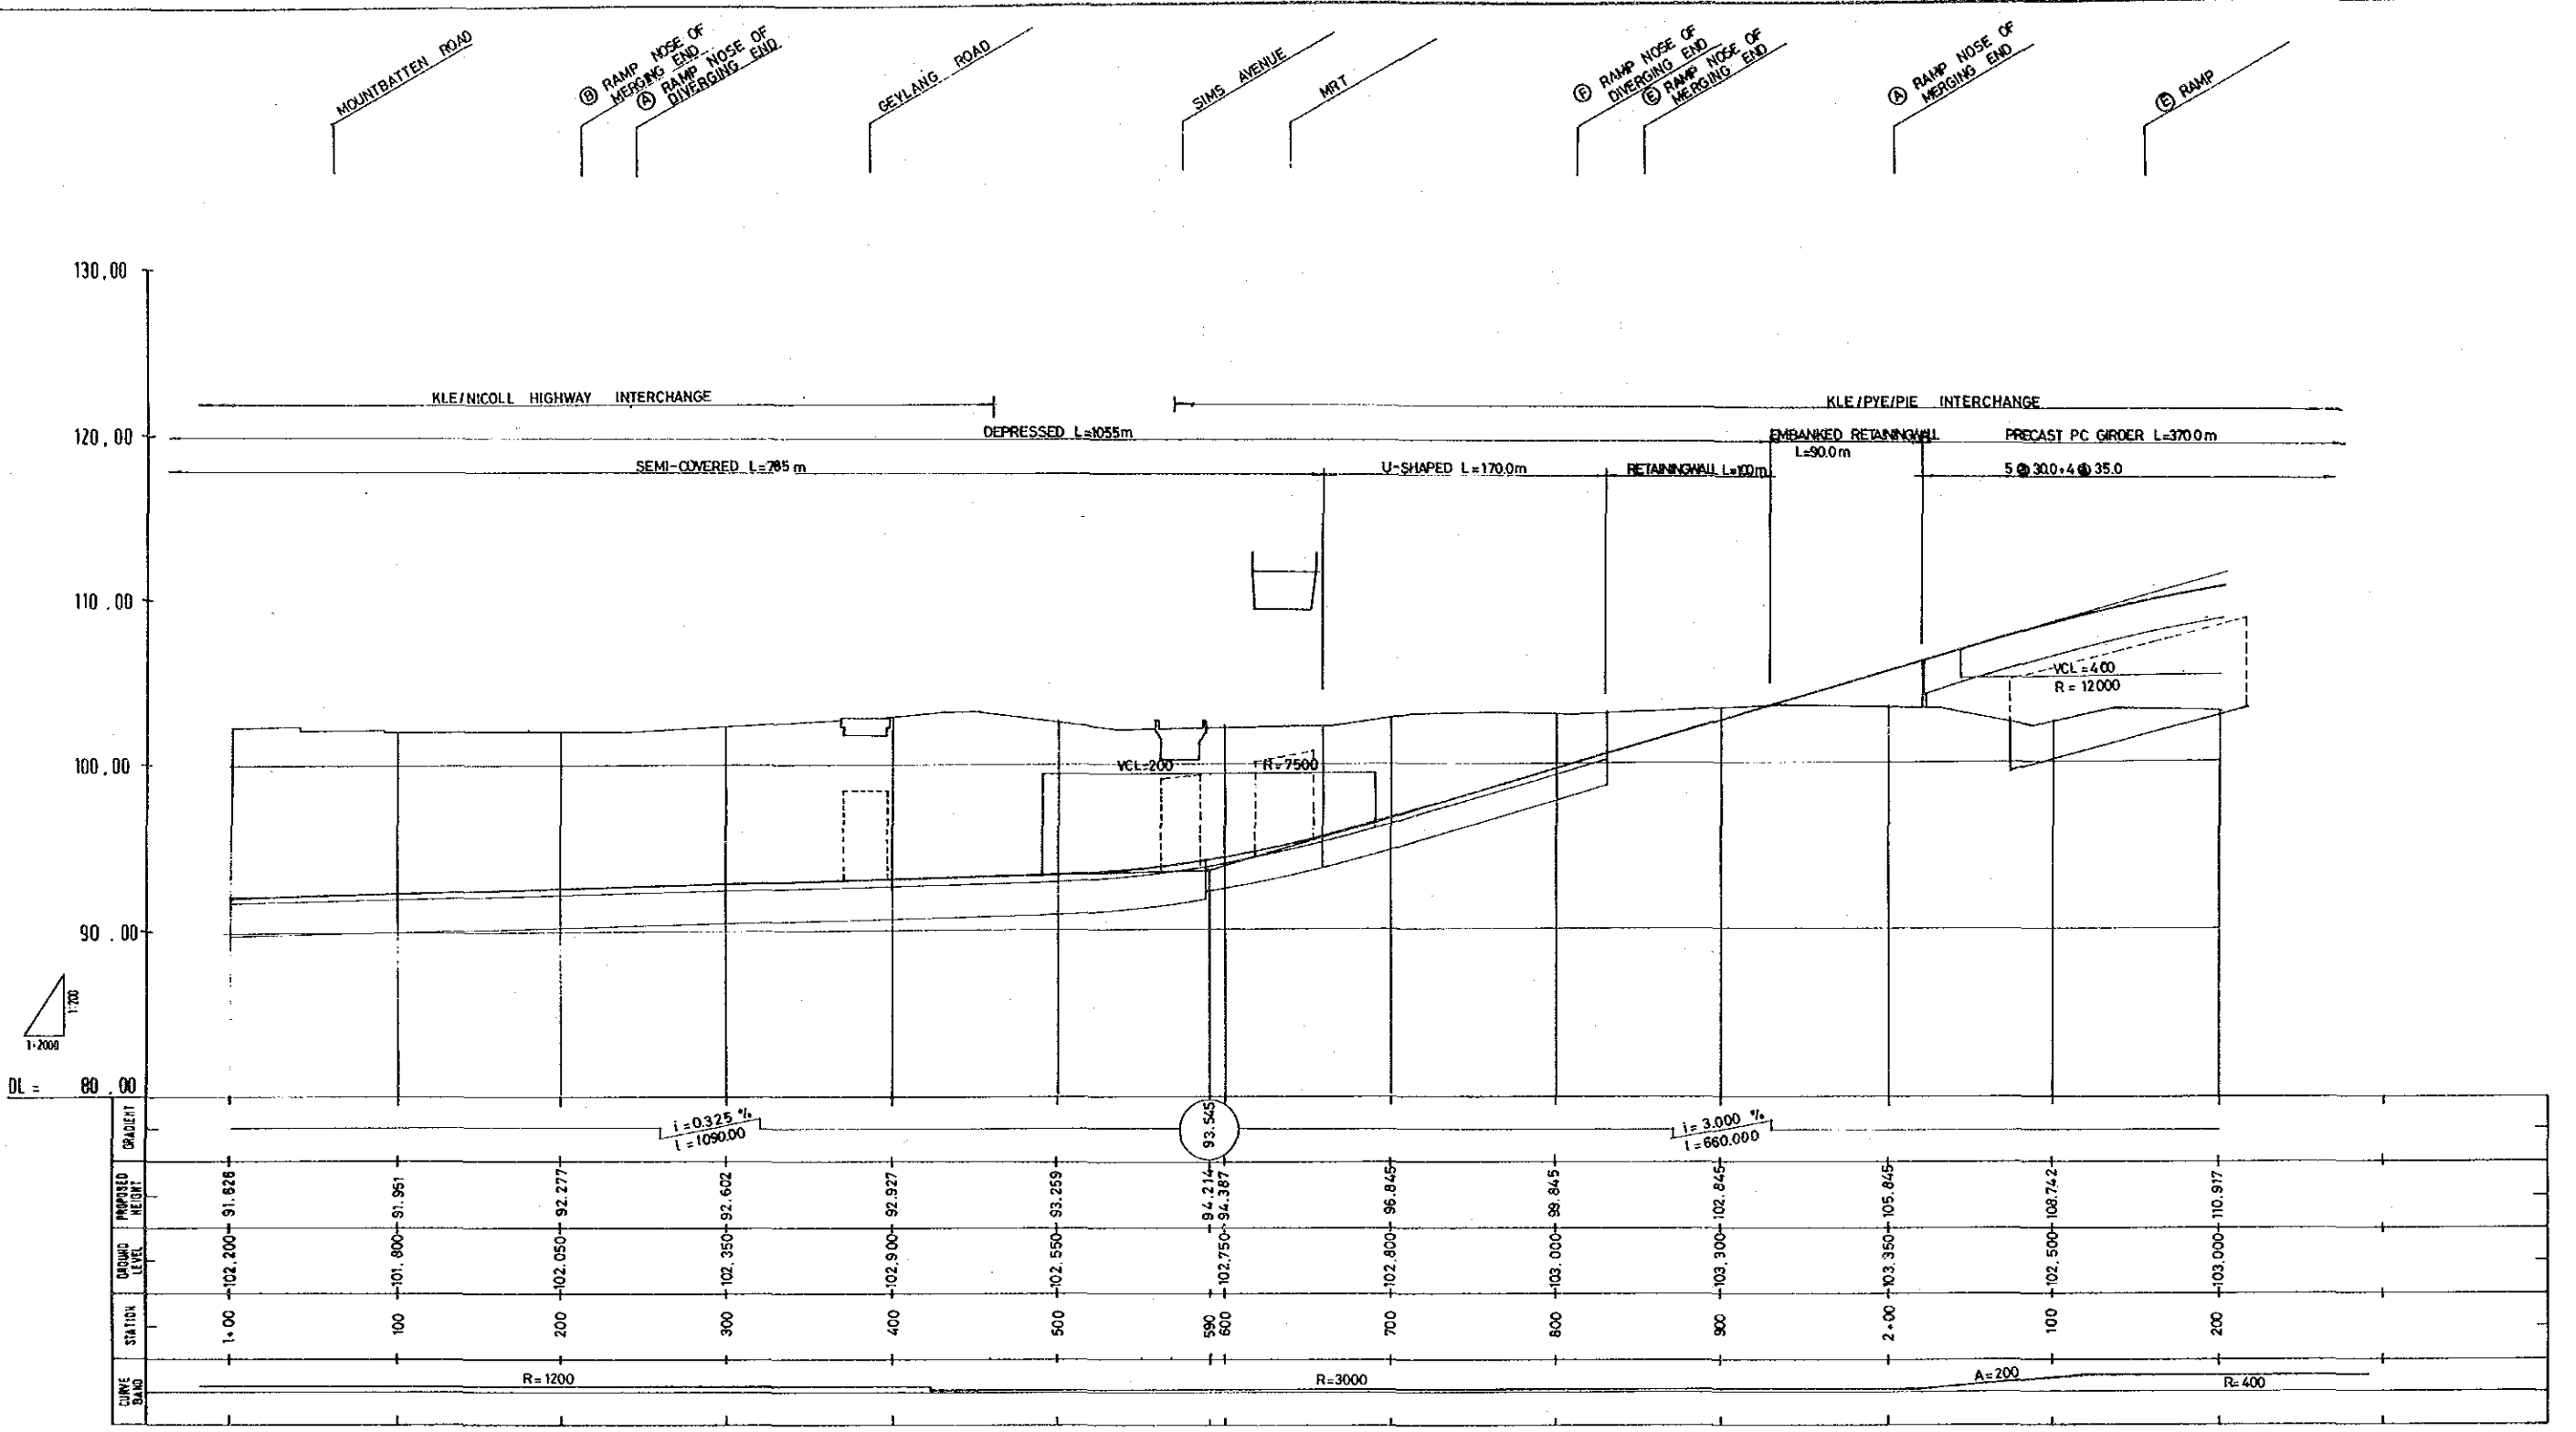 MOUNTBATTEN ROAD
Ⓑ RAMP NOSE OF
MERGING END
Ⓐ RAMP NOSE OF
DIVERGING END
GEYLANG ROAD
SIMS AVENUE
MRT
Ⓕ RAMP NOSE OF
DIVERGING END
Ⓔ RAMP NOSE OF
MERGING END
Ⓐ RAMP NOSE OF
MERGING END
Ⓔ RAMP
130.00
KLE/NICOLL HIGHWAY INTERCHANGE
KLE/PYE/PIE INTERCHANGE
120.00
DEPRESSED L=1055m
EMBANKED RETAININGWALL
L=90.0m
PRECAST PC GIRDER L=370.0m
SEMI-COVERED L=785m
U-SHAPED L=170.0m
RETAININGWALL L=100m
5 @ 30.0+4 @ 35.0
110.00
VCL=400
R=12000
100.00
VCL=200
R=7500
90.00
1:200
1:2000
DL = 80.00
GRADIENT
i=0.325 %
l=1090.00
93.545
i=3.000 %
l=660.000
PROPOSED
HEIGHT
91.626
91.951
92.277
92.602
92.927
93.259
94.214
94.387
96.845
99.845
102.845
105.845
108.742
110.917
GROUND
LEVEL
102.200
101.800
102.050
102.350
102.900
102.550
102.750
102.800
103.000
103.300
103.350
102.500
103.000
STATION
1+00
100
200
300
400
500
590
600
700
800
900
2+00
100
200
CURVE
BAND
R=1200
R=3000
A=200
R=400